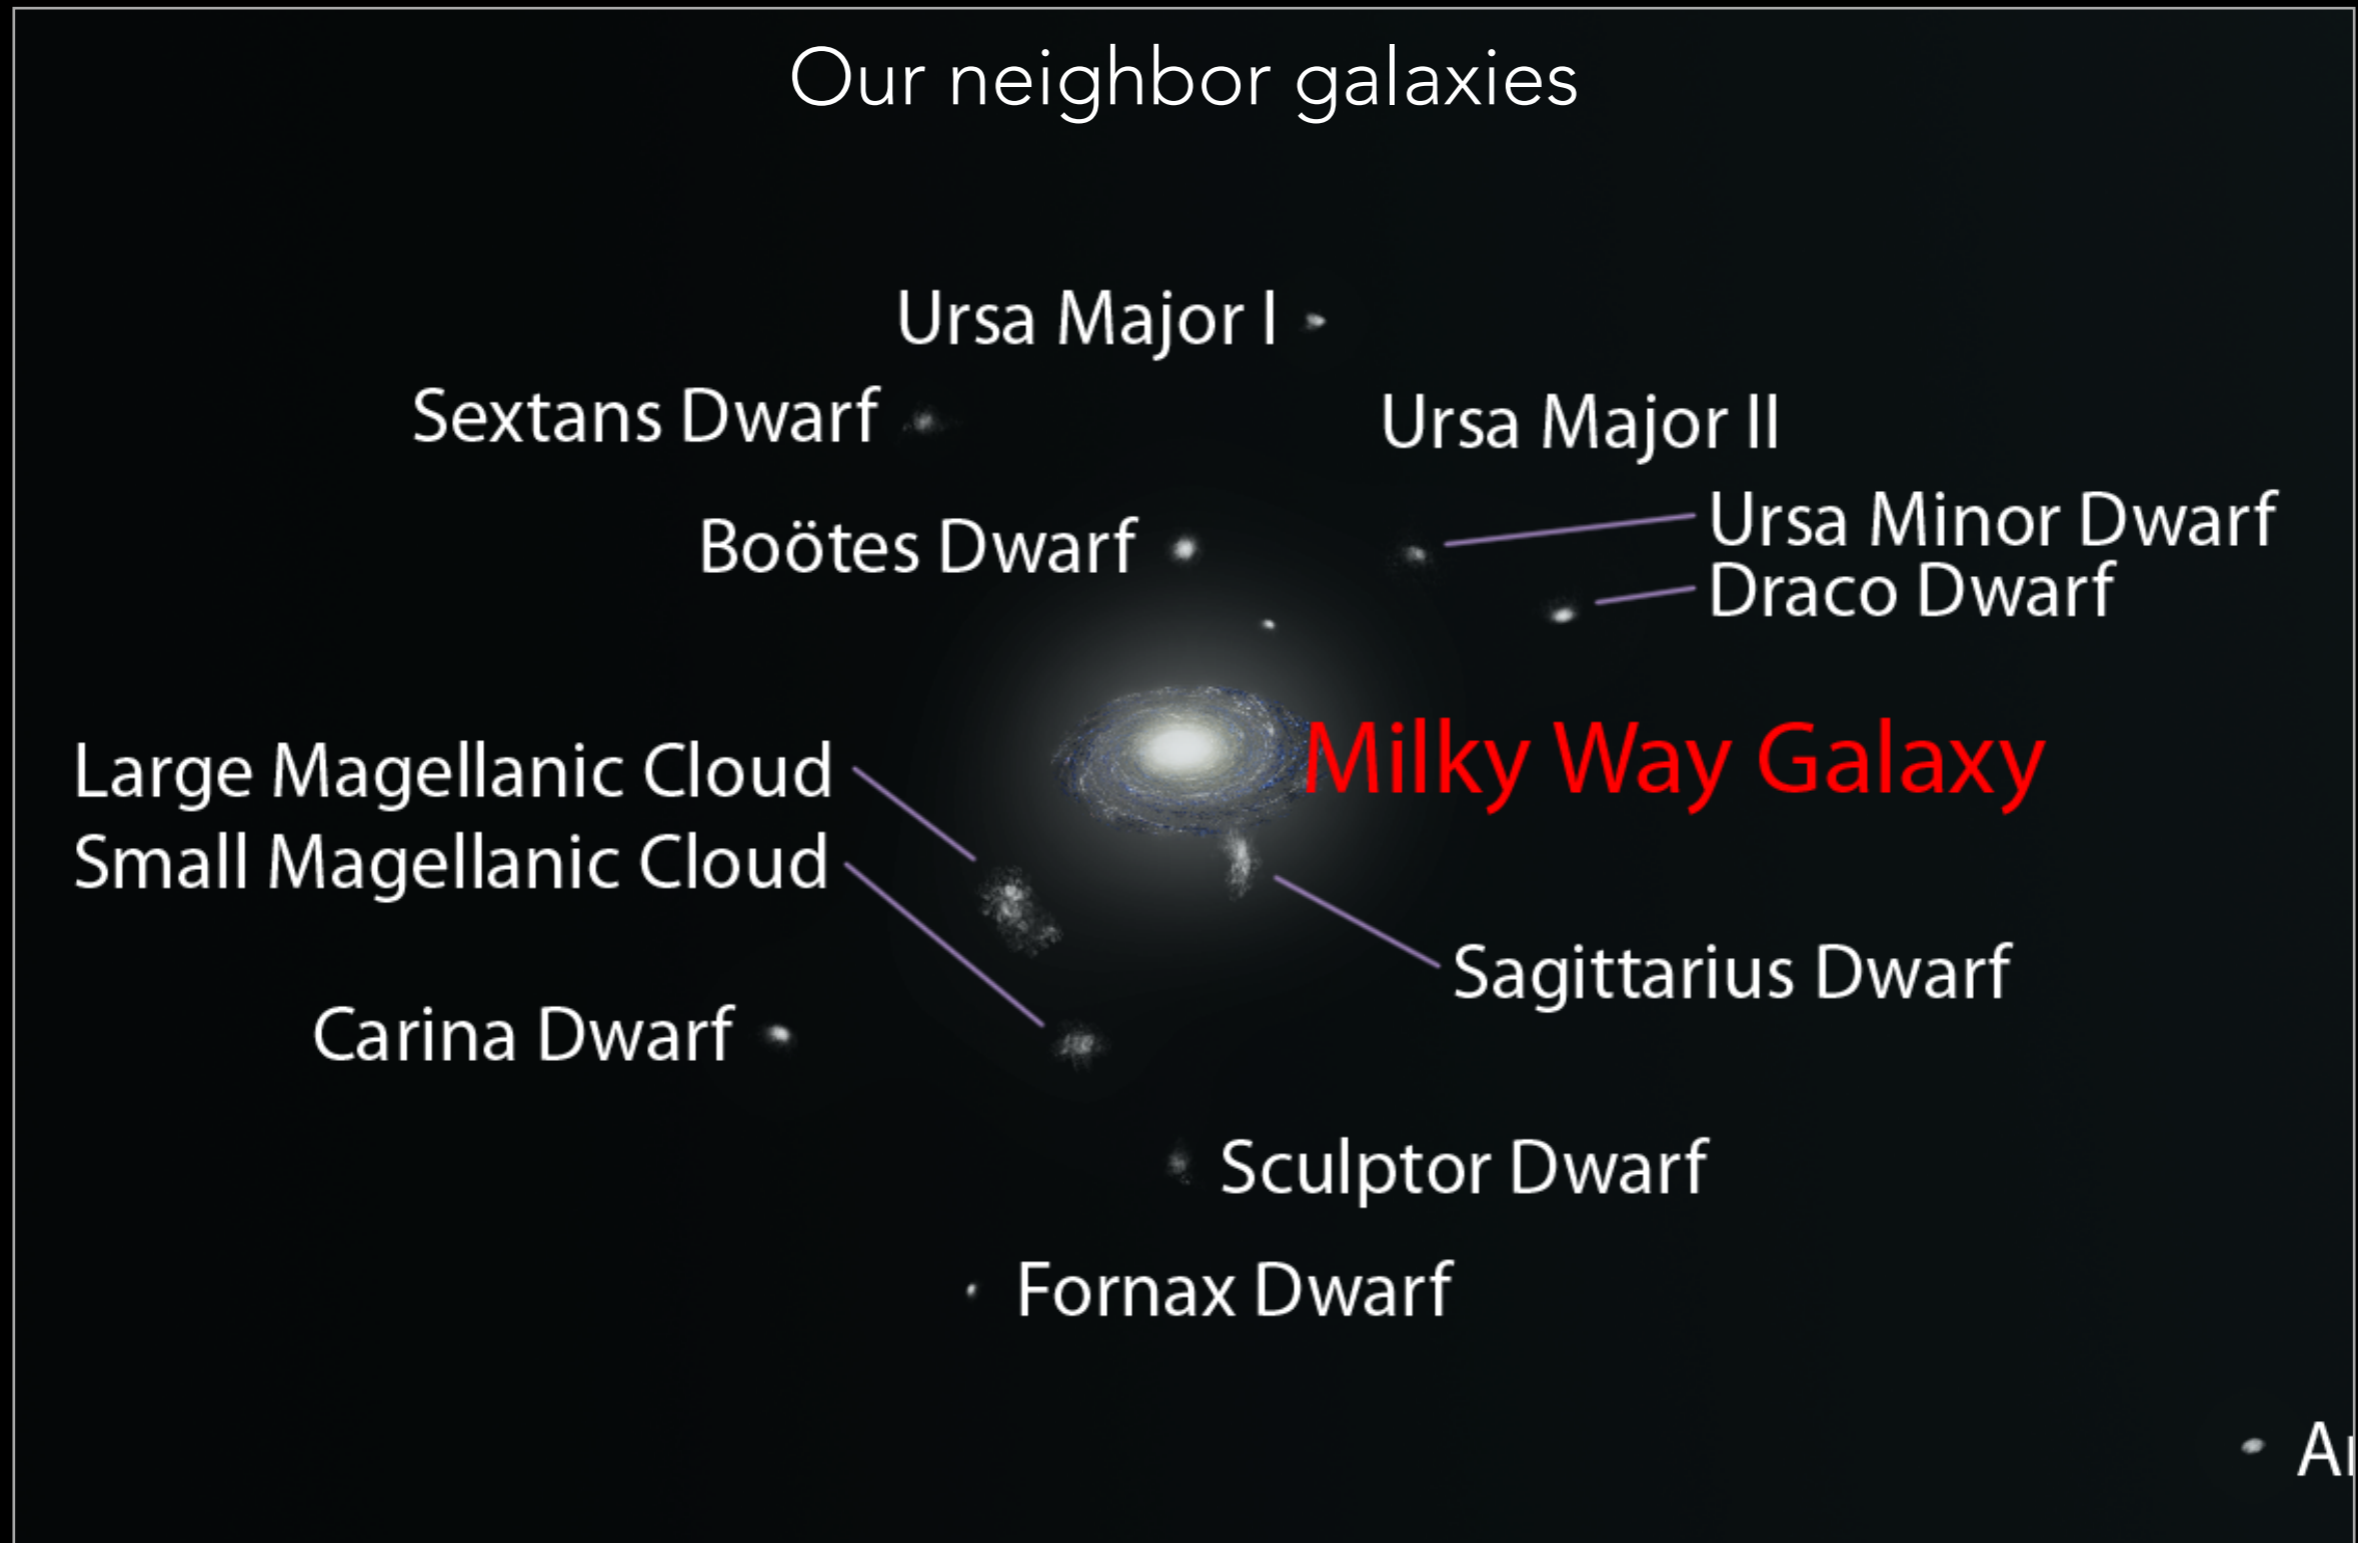 Our neighbor galaxies
Ursa Major I
Sextans Dwarf
Ursa Major II
Ursa Minor Dwarf
Boötes Dwarf
Draco Dwarf
Milky Way Galaxy
Large Magellanic Cloud
Small Magellanic Cloud
Sagittarius Dwarf
Carina Dwarf
Sculptor Dwarf
Fornax Dwarf